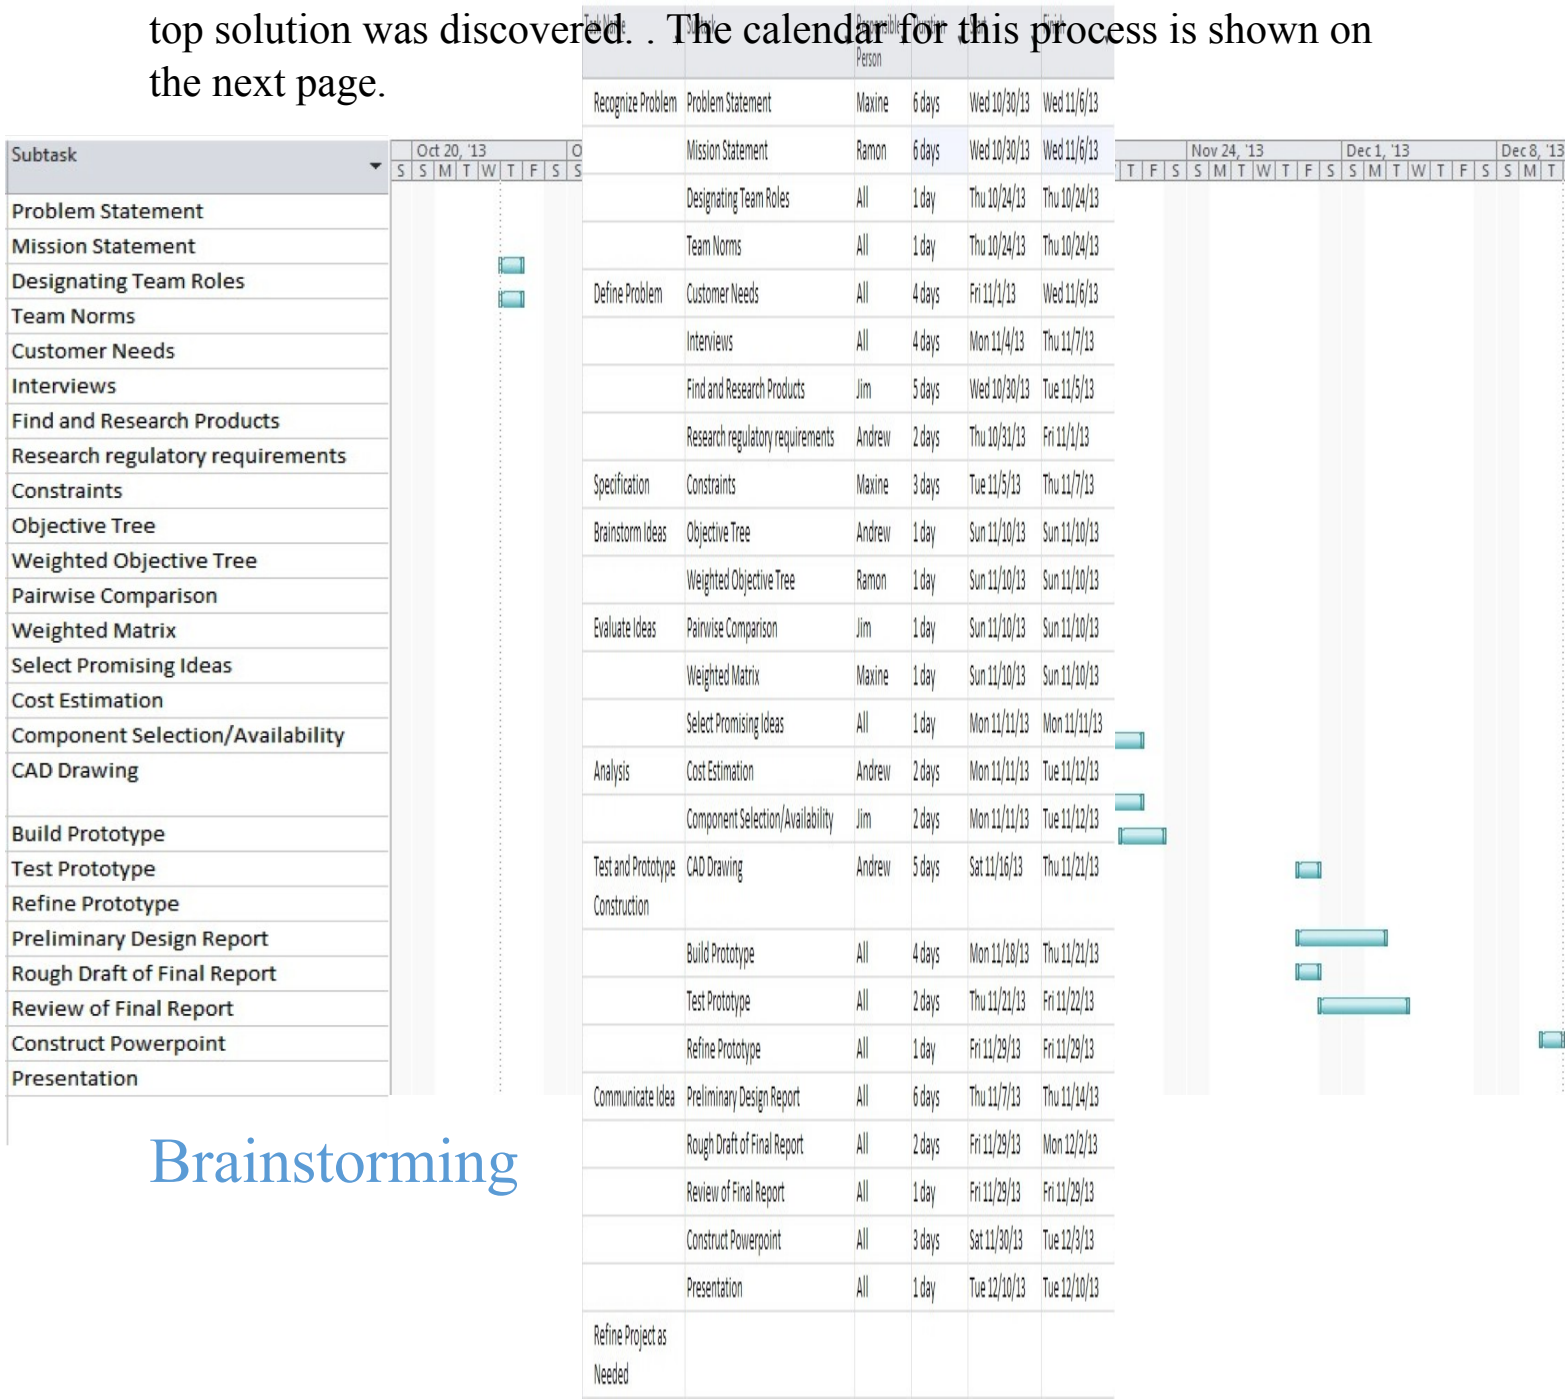 top solution was discovered. . The calendar for this process is shown on
the next page.
Subtask
Oct 20, '13
S S M T W T F S S
Problem Statement
Mission Statement
Designating Team Roles
Team Norms
Customer Needs
Interviews
Find and Research Products
Research regulatory requirements
Constraints
Objective Tree
Weighted Objective Tree
Pairwise Comparison
Weighted Matrix
Select Promising Ideas
Cost Estimation
Component Selection/Availability
CAD Drawing
Build Prototype
Test Prototype
Refine Prototype
Preliminary Design Report
Rough Draft of Final Report
Review of Final Report
Construct Powerpoint
Presentation
Task Name Subtask Responsible Duration Start Finish
Person
Recognize Problem Problem Statement Maxine 6 days Wed 10/30/13 Wed 11/6/13
Mission Statement Ramon 6 days Wed 10/30/13 Wed 11/6/13
Designating Team Roles All 1 day Thu 10/24/13 Thu 10/24/13
Team Norms All 1 day Thu 10/24/13 Thu 10/24/13
Define Problem Customer Needs All 4 days Fri 11/1/13 Wed 11/6/13
Interviews All 4 days Mon 11/4/13 Thu 11/7/13
Find and Research Products Jim 5 days Wed 10/30/13 Tue 11/5/13
Research regulatory requirements Andrew 2 days Thu 10/31/13 Fri 11/1/13
Specification Constraints Maxine 3 days Tue 11/5/13 Thu 11/7/13
Brainstorm Ideas Objective Tree Andrew 1 day Sun 11/10/13 Sun 11/10/13
Weighted Objective Tree Ramon 1 day Sun 11/10/13 Sun 11/10/13
Evaluate Ideas Pairwise Comparison Jim 1 day Sun 11/10/13 Sun 11/10/13
Weighted Matrix Maxine 1 day Sun 11/10/13 Sun 11/10/13
Select Promising Ideas All 1 day Mon 11/11/13 Mon 11/11/13
Analysis Cost Estimation Andrew 2 days Mon 11/11/13 Tue 11/12/13
Component Selection/Availability Jim 2 days Mon 11/11/13 Tue 11/12/13
Test and Prototype CAD Drawing Andrew 5 days Sat 11/16/13 Thu 11/21/13
Construction
Build Prototype All 4 days Mon 11/18/13 Thu 11/21/13
Test Prototype All 2 days Thu 11/21/13 Fri 11/22/13
Refine Prototype All 1 day Fri 11/29/13 Fri 11/29/13
Communicate Idea Preliminary Design Report All 6 days Thu 11/7/13 Thu 11/14/13
Rough Draft of Final Report All 2 days Fri 11/29/13 Mon 12/2/13
Review of Final Report All 1 day Fri 11/29/13 Fri 11/29/13
Construct Powerpoint All 3 days Sat 11/30/13 Tue 12/3/13
Presentation All 1 day Tue 12/10/13 Tue 12/10/13
Refine Project as
Needed
Nov 24, '13 Dec 1, '13 Dec 8, '13
T F S S M T W T F S S M T W T F S S M T
Brainstorming